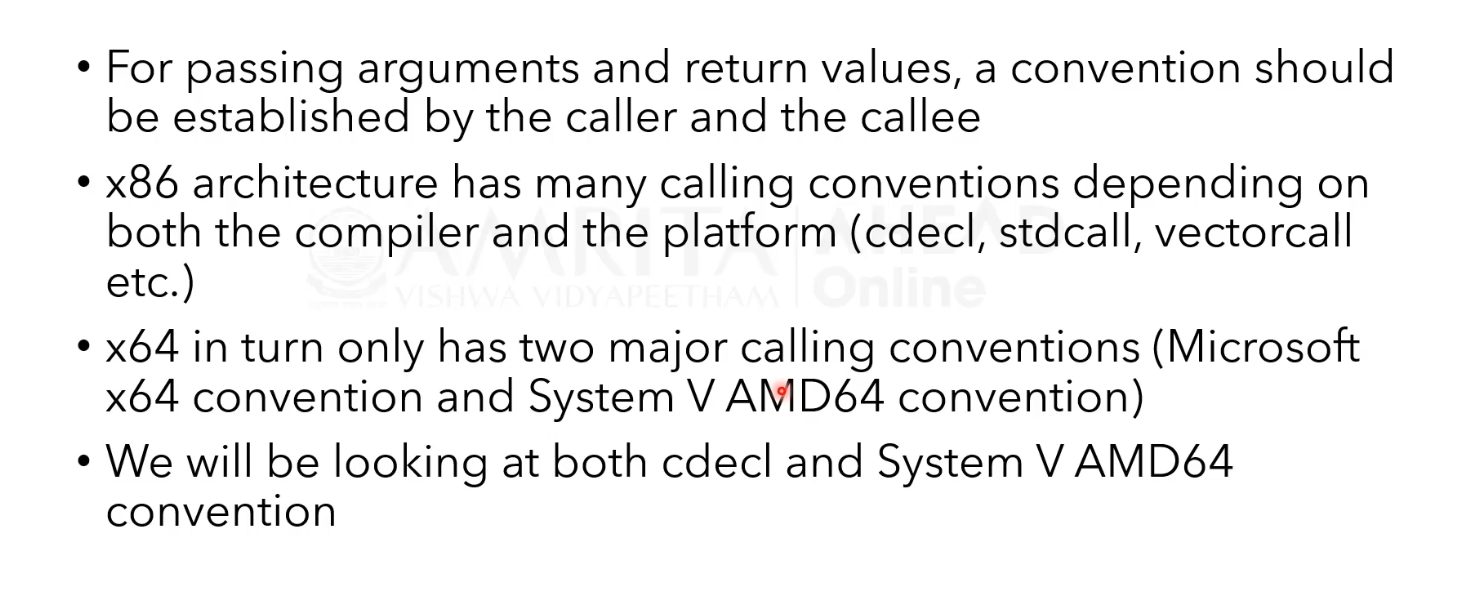 • For passing arguments and return values, a convention should
be established by the caller and the callee
• x86 architecture has many calling conventions depending on
both the compiler and the platform (cdecl, stdcall, vectorcall
etc.)
• x64 in turn only has two major calling conventions (Microsoft
x64 convention and System V AMD64 convention)
• We will be looking at both cdecl and System V AMD64
convention
AMRITA
VISHWA VIDYAPEETHAM
AHEAD
Online